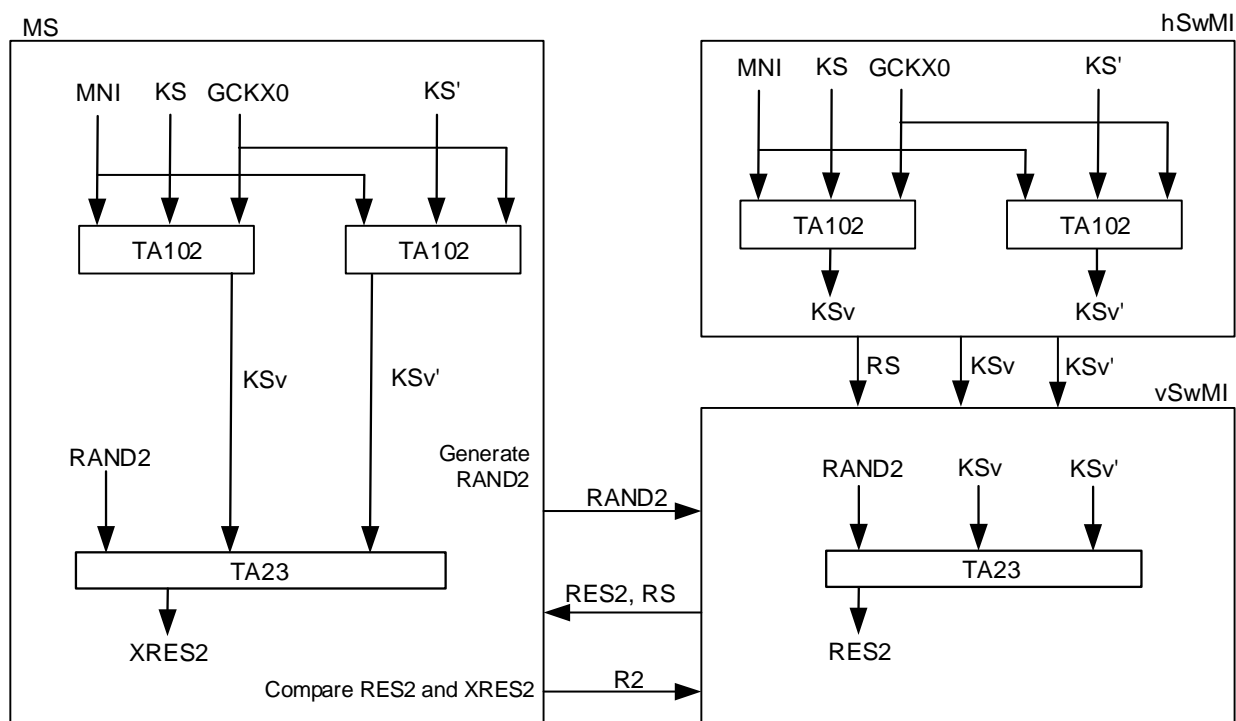 MS
MNI KS GCKX0 KS'
TA102 TA102
KSv KSv'
RAND2
Generate
RAND2
TA23
XRES2
Compare RES2 and XRES2
RAND2
RES2, RS
R2
hSwMI
MNI KS GCKX0 KS'
TA102 TA102
KSv KSv'
RS KSv KSv'
vSwMI
RAND2 KSv KSv'
TA23
RES2